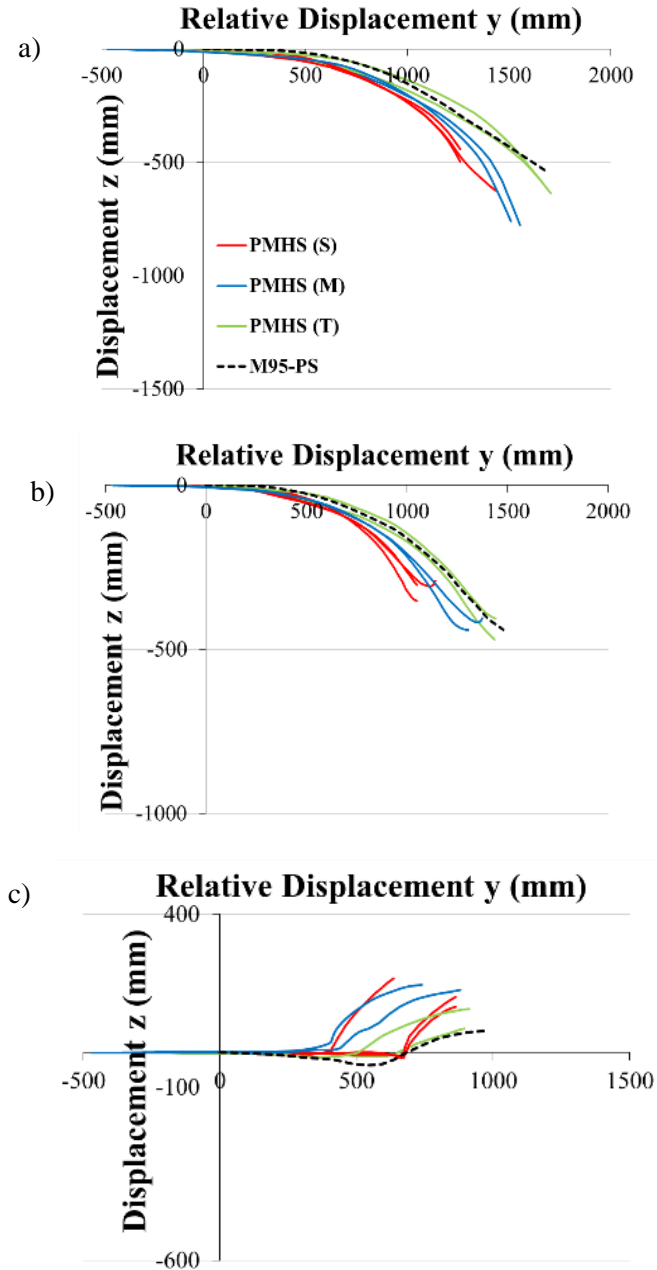 Relative Displacement y (mm)
a)
0
-500 0 500 1000 1500 2000
-500
-1000
-1500
Displacement z (mm)
PMHS (S)
PMHS (M)
PMHS (T)
M95-PS
Relative Displacement y (mm)
b)
0
-500 0 500 1000 1500 2000
-500
-1000
Displacement z (mm)
Relative Displacement y (mm)
c)
400
-500 0 500 1000 1500
-100
-600
Displacement z (mm)